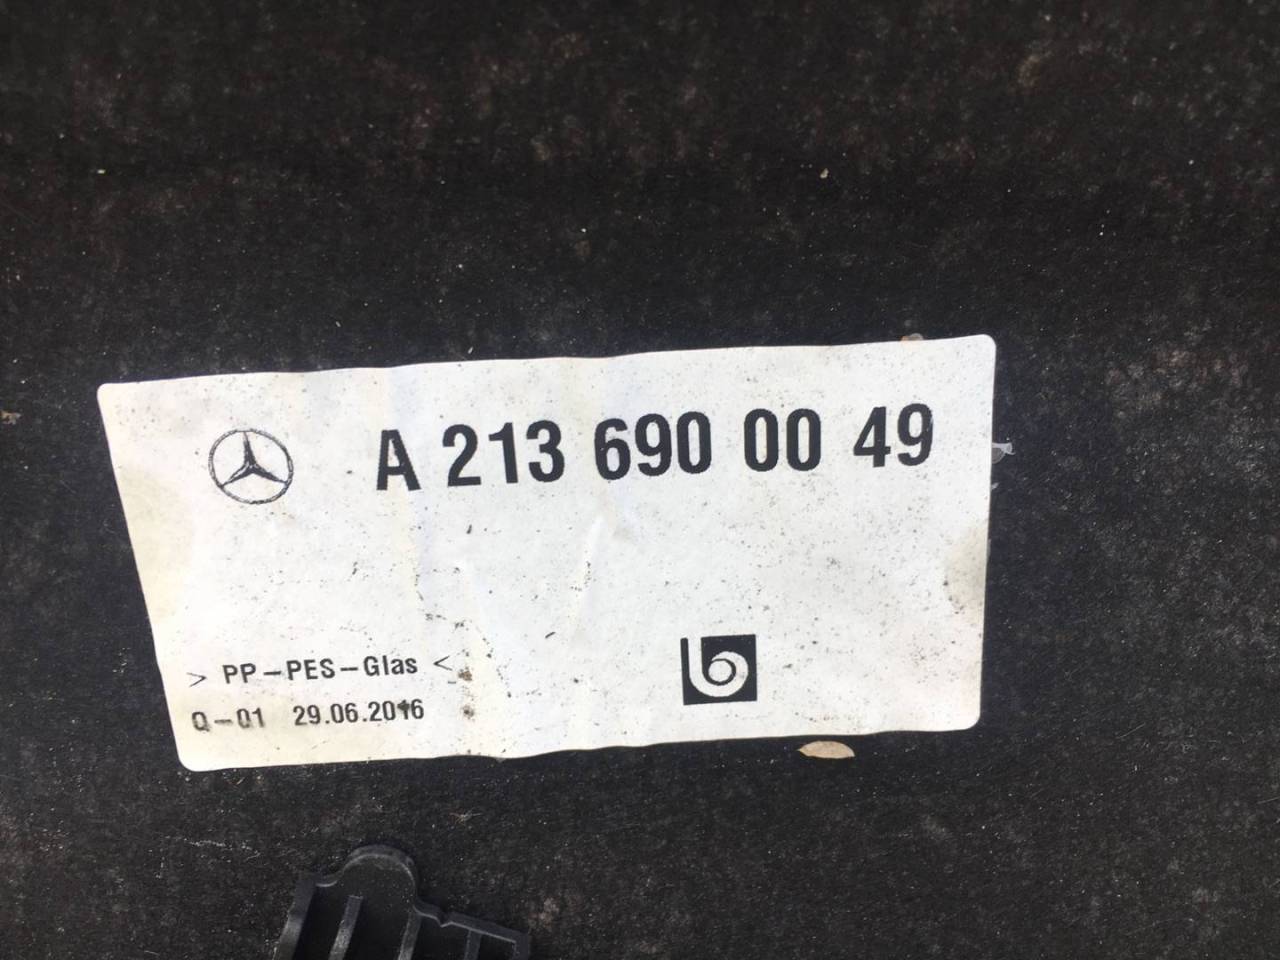 A 213 690 00 49
> PP-PES-Glas <
Q-01 29.06.2016
b